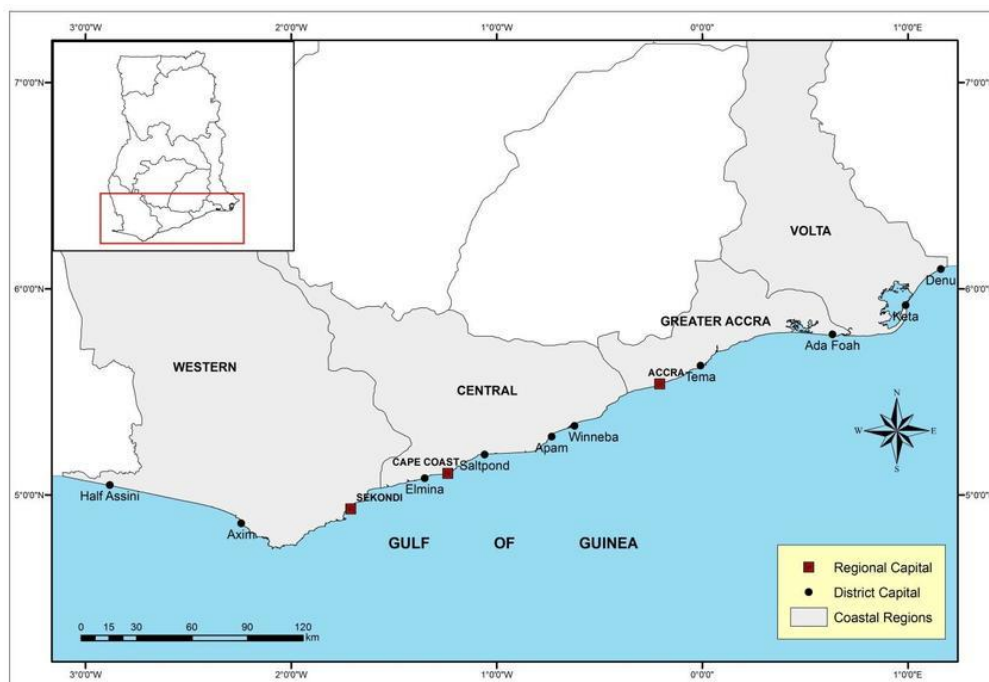 3°0'0"W 2°0'0"W 1°0'0"W 0°0'0" 1°0'0"E
7°0'0"N 7°0'0"N
VOLTA
Denu
6°0'0"N 6°0'0"N
Keta
GREATER ACCRA
Ada Foah
WESTERN
ACCRA
Tema
CENTRAL
N
W E
S
Winneba
Apam
CAPE COAST
Saltpond
5°0'0"N 5°0'0"N
Half Assini
Elmina
SEKONDI
Axim
GULF OF GUINEA
Regional Capital
District Capital
Coastal Regions
0 15 30 60 90 120
km
3°0'0"W 2°0'0"W 1°0'0"W 0°0'0" 1°0'0"E